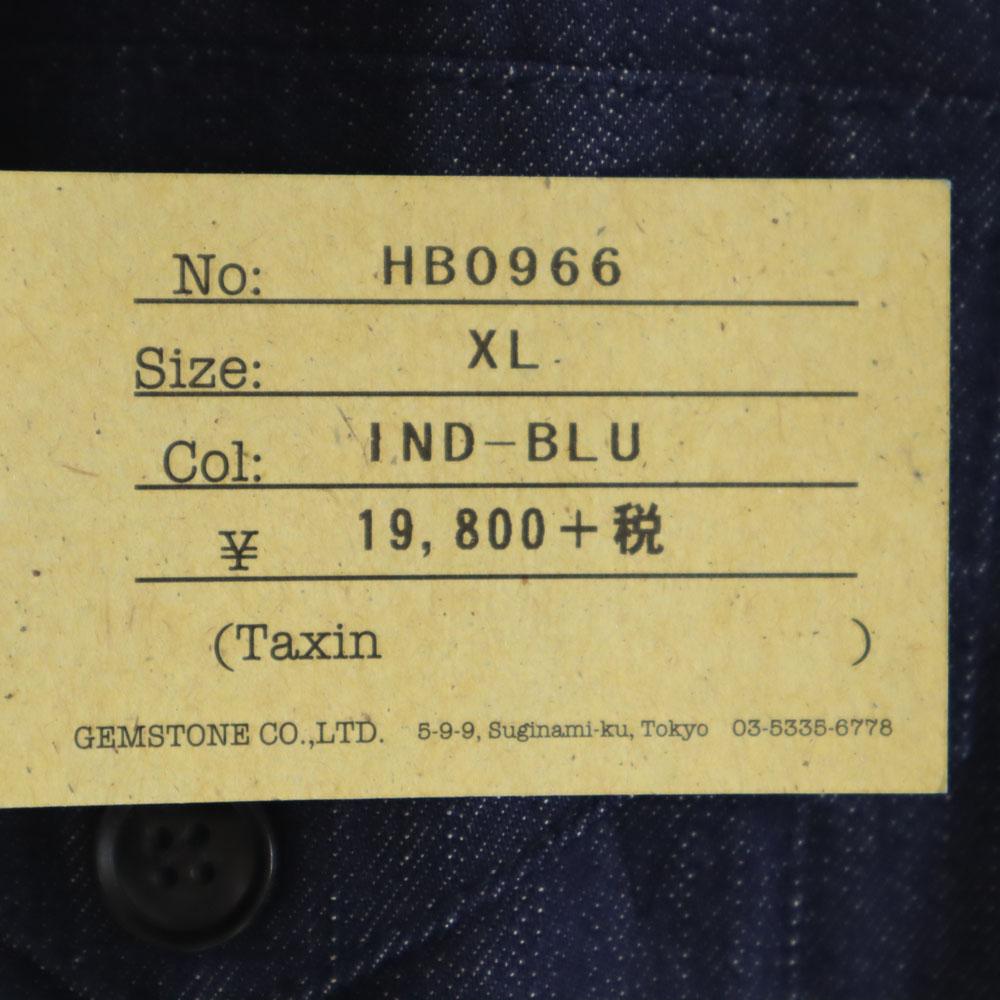 No: HB0966
Size: XL
Col: IND-BLU
¥ 19,800+税
(Taxin )
GEMSTONE CO.,LTD. 5-9-9, Suginami-ku, Tokyo 03-5335-6778